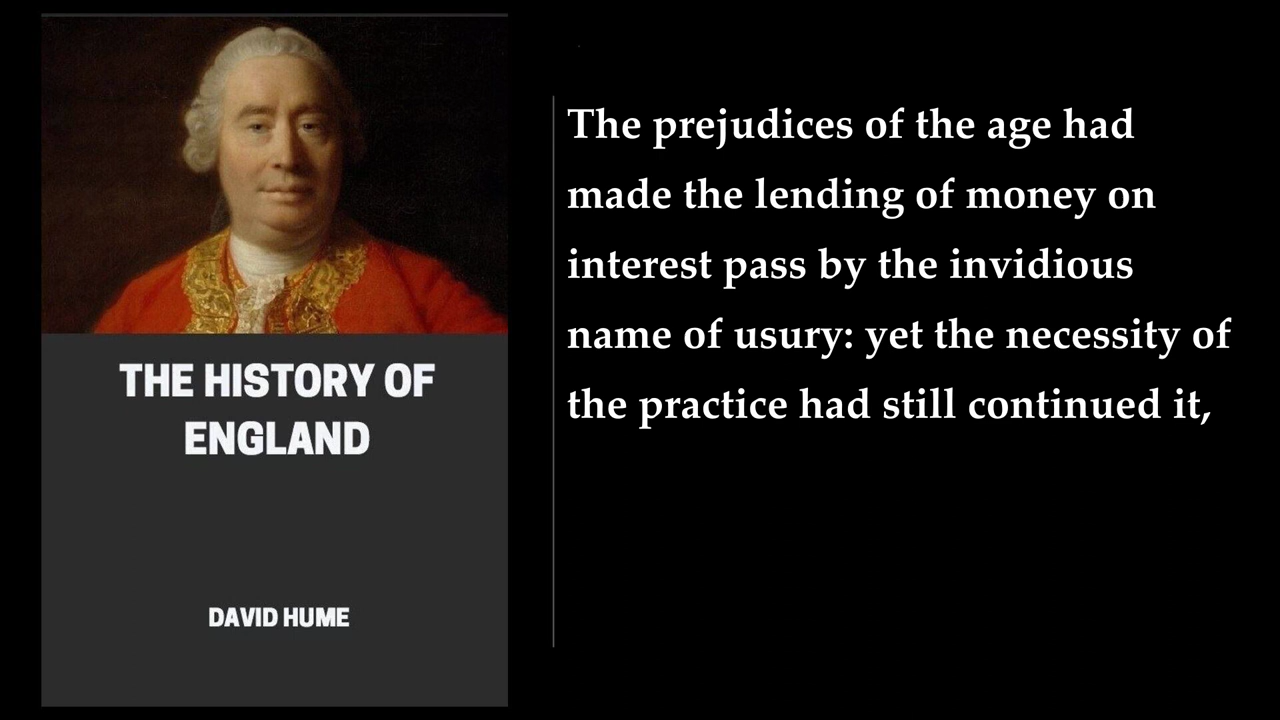 THE HISTORY OF
ENGLAND
DAVID HUME
The prejudices of the age had
made the lending of money on
interest pass by the invidious
name of usury: yet the necessity of
the practice had still continued it,